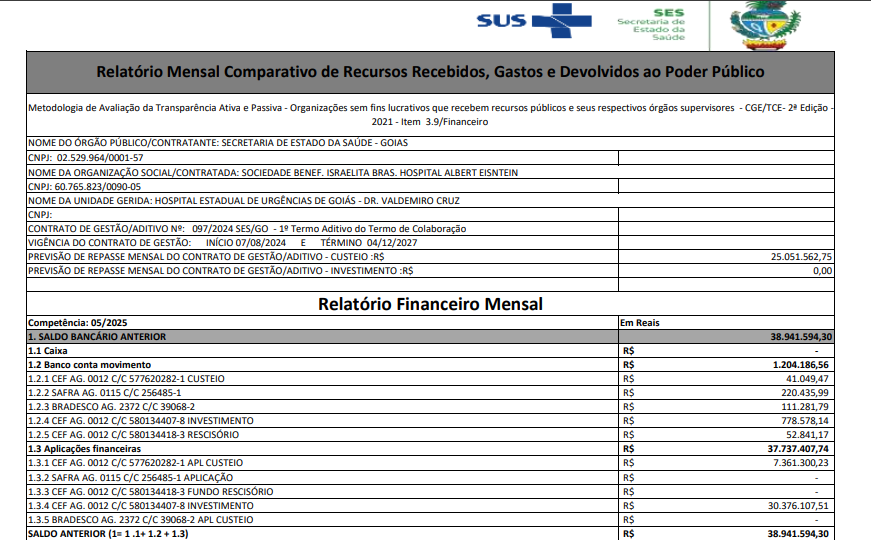 SUS
SES
Secretaria de
Estado da
Saúde
Relatório Mensal Comparativo de Recursos Recebidos, Gastos e Devolvidos ao Poder Público
Metodologia de Avaliação da Transparência Ativa e Passiva - Organizações sem fins lucrativos que recebem recursos públicos e seus respectivos órgãos supervisores - CGE/TCE- 2ª Edição -
2021 - Item 3.9/Financeiro
NOME DO ÓRGÃO PÚBLICO/CONTRATANTE: SECRETARIA DE ESTADO DA SAÚDE - GOIAS
CNPJ: 02.529.964/0001-57
NOME DA ORGANIZAÇÃO SOCIAL/CONTRATADA: SOCIEDADE BENEF. ISRAELITA BRAS. HOSPITAL ALBERT EISNTEIN
CNPJ: 60.765.823/0090-05
NOME DA UNIDADE GERIDA: HOSPITAL ESTADUAL DE URGÊNCIAS DE GOIÁS - DR. VALDEMIRO CRUZ
CNPJ:
CONTRATO DE GESTÃO/ADITIVO Nº: 097/2024 SES/GO - 1º Termo Aditivo do Termo de Colaboração
VIGÊNCIA DO CONTRATO DE GESTÃO: INÍCIO 07/08/2024 E TÉRMINO 04/12/2027
PREVISÃO DE REPASSE MENSAL DO CONTRATO DE GESTÃO/ADITIVO - CUSTEIO :R$ 25.051.562,75
PREVISÃO DE REPASSE MENSAL DO CONTRATO DE GESTÃO/ADITIVO - INVESTIMENTO :R$ 0,00
Relatório Financeiro Mensal
Competência: 05/2025 Em Reais
1. SALDO BANCÁRIO ANTERIOR 38.941.594,30
1.1 Caixa R$ -
1.2 Banco conta movimento R$ 1.204.186,56
1.2.1 CEF AG. 0012 C/C 577620282-1 CUSTEIO R$ 41.049,47
1.2.2 SAFRA AG. 0115 C/C 256485-1 R$ 220.435,99
1.2.3 BRADESCO AG. 2372 C/C 39068-2 R$ 111.281,79
1.2.4 CEF AG. 0012 C/C 580134407-8 INVESTIMENTO R$ 778.578,14
1.2.5 CEF AG. 0012 C/C 580134418-3 RESCISÓRIO R$ 52.841,17
1.3 Aplicações financeiras R$ 37.737.407,74
1.3.1 CEF AG. 0012 C/C 577620282-1 APL CUSTEIO R$ 7.361.300,23
1.3.2 SAFRA AG. 0115 C/C 256485-1 APLICAÇÃO R$ -
1.3.3 CEF AG. 0012 C/C 580134418-3 FUNDO RESCISÓRIO R$ -
1.3.4 CEF AG. 0012 C/C 580134407-8 INVESTIMENTO R$ 30.376.107,51
1.3.5 BRADESCO AG. 2372 C/C 39068-2 APL CUSTEIO R$ -
SALDO ANTERIOR (1= 1 .1+ 1.2 + 1.3) R$ 38.941.594,30